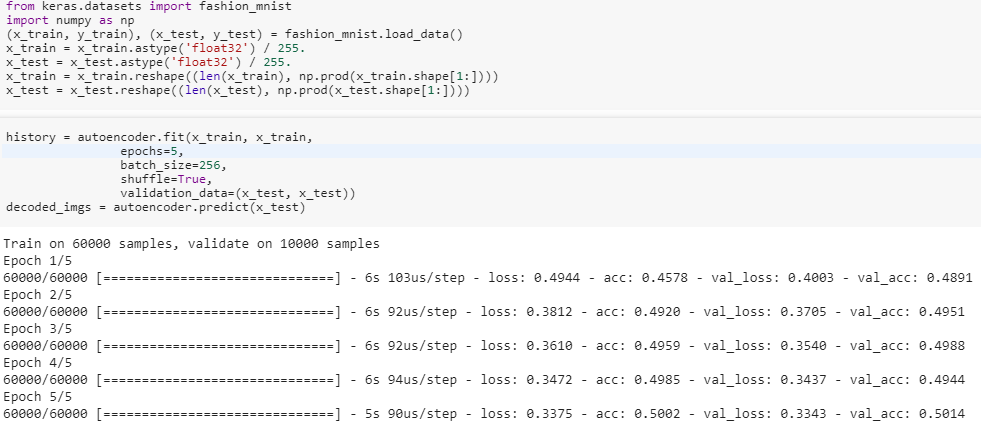 from keras.datasets import fashion_mnist
import numpy as np
(x_train, y_train), (x_test, y_test) = fashion_mnist.load_data()
x_train = x_train.astype('float32') / 255.
x_test = x_test.astype('float32') / 255.
x_train = x_train.reshape((len(x_train), np.prod(x_train.shape[1:])))
x_test = x_test.reshape((len(x_test), np.prod(x_test.shape[1:])))
history = autoencoder.fit(x_train, x_train,
                epochs=5,
                batch_size=256,
                shuffle=True,
                validation_data=(x_test, x_test))
decoded_imgs = autoencoder.predict(x_test)
Train on 60000 samples, validate on 10000 samples
Epoch 1/5
60000/60000 [==============================] - 6s 103us/step - loss: 0.4944 - acc: 0.4578 - val_loss: 0.4003 - val_acc: 0.4891
Epoch 2/5
60000/60000 [==============================] - 6s 92us/step - loss: 0.3812 - acc: 0.4920 - val_loss: 0.3705 - val_acc: 0.4951
Epoch 3/5
60000/60000 [==============================] - 6s 92us/step - loss: 0.3610 - acc: 0.4959 - val_loss: 0.3540 - val_acc: 0.4988
Epoch 4/5
60000/60000 [==============================] - 6s 94us/step - loss: 0.3472 - acc: 0.4985 - val_loss: 0.3437 - val_acc: 0.4944
Epoch 5/5
60000/60000 [==============================] - 5s 90us/step - loss: 0.3375 - acc: 0.5002 - val_loss: 0.3343 - val_acc: 0.5014